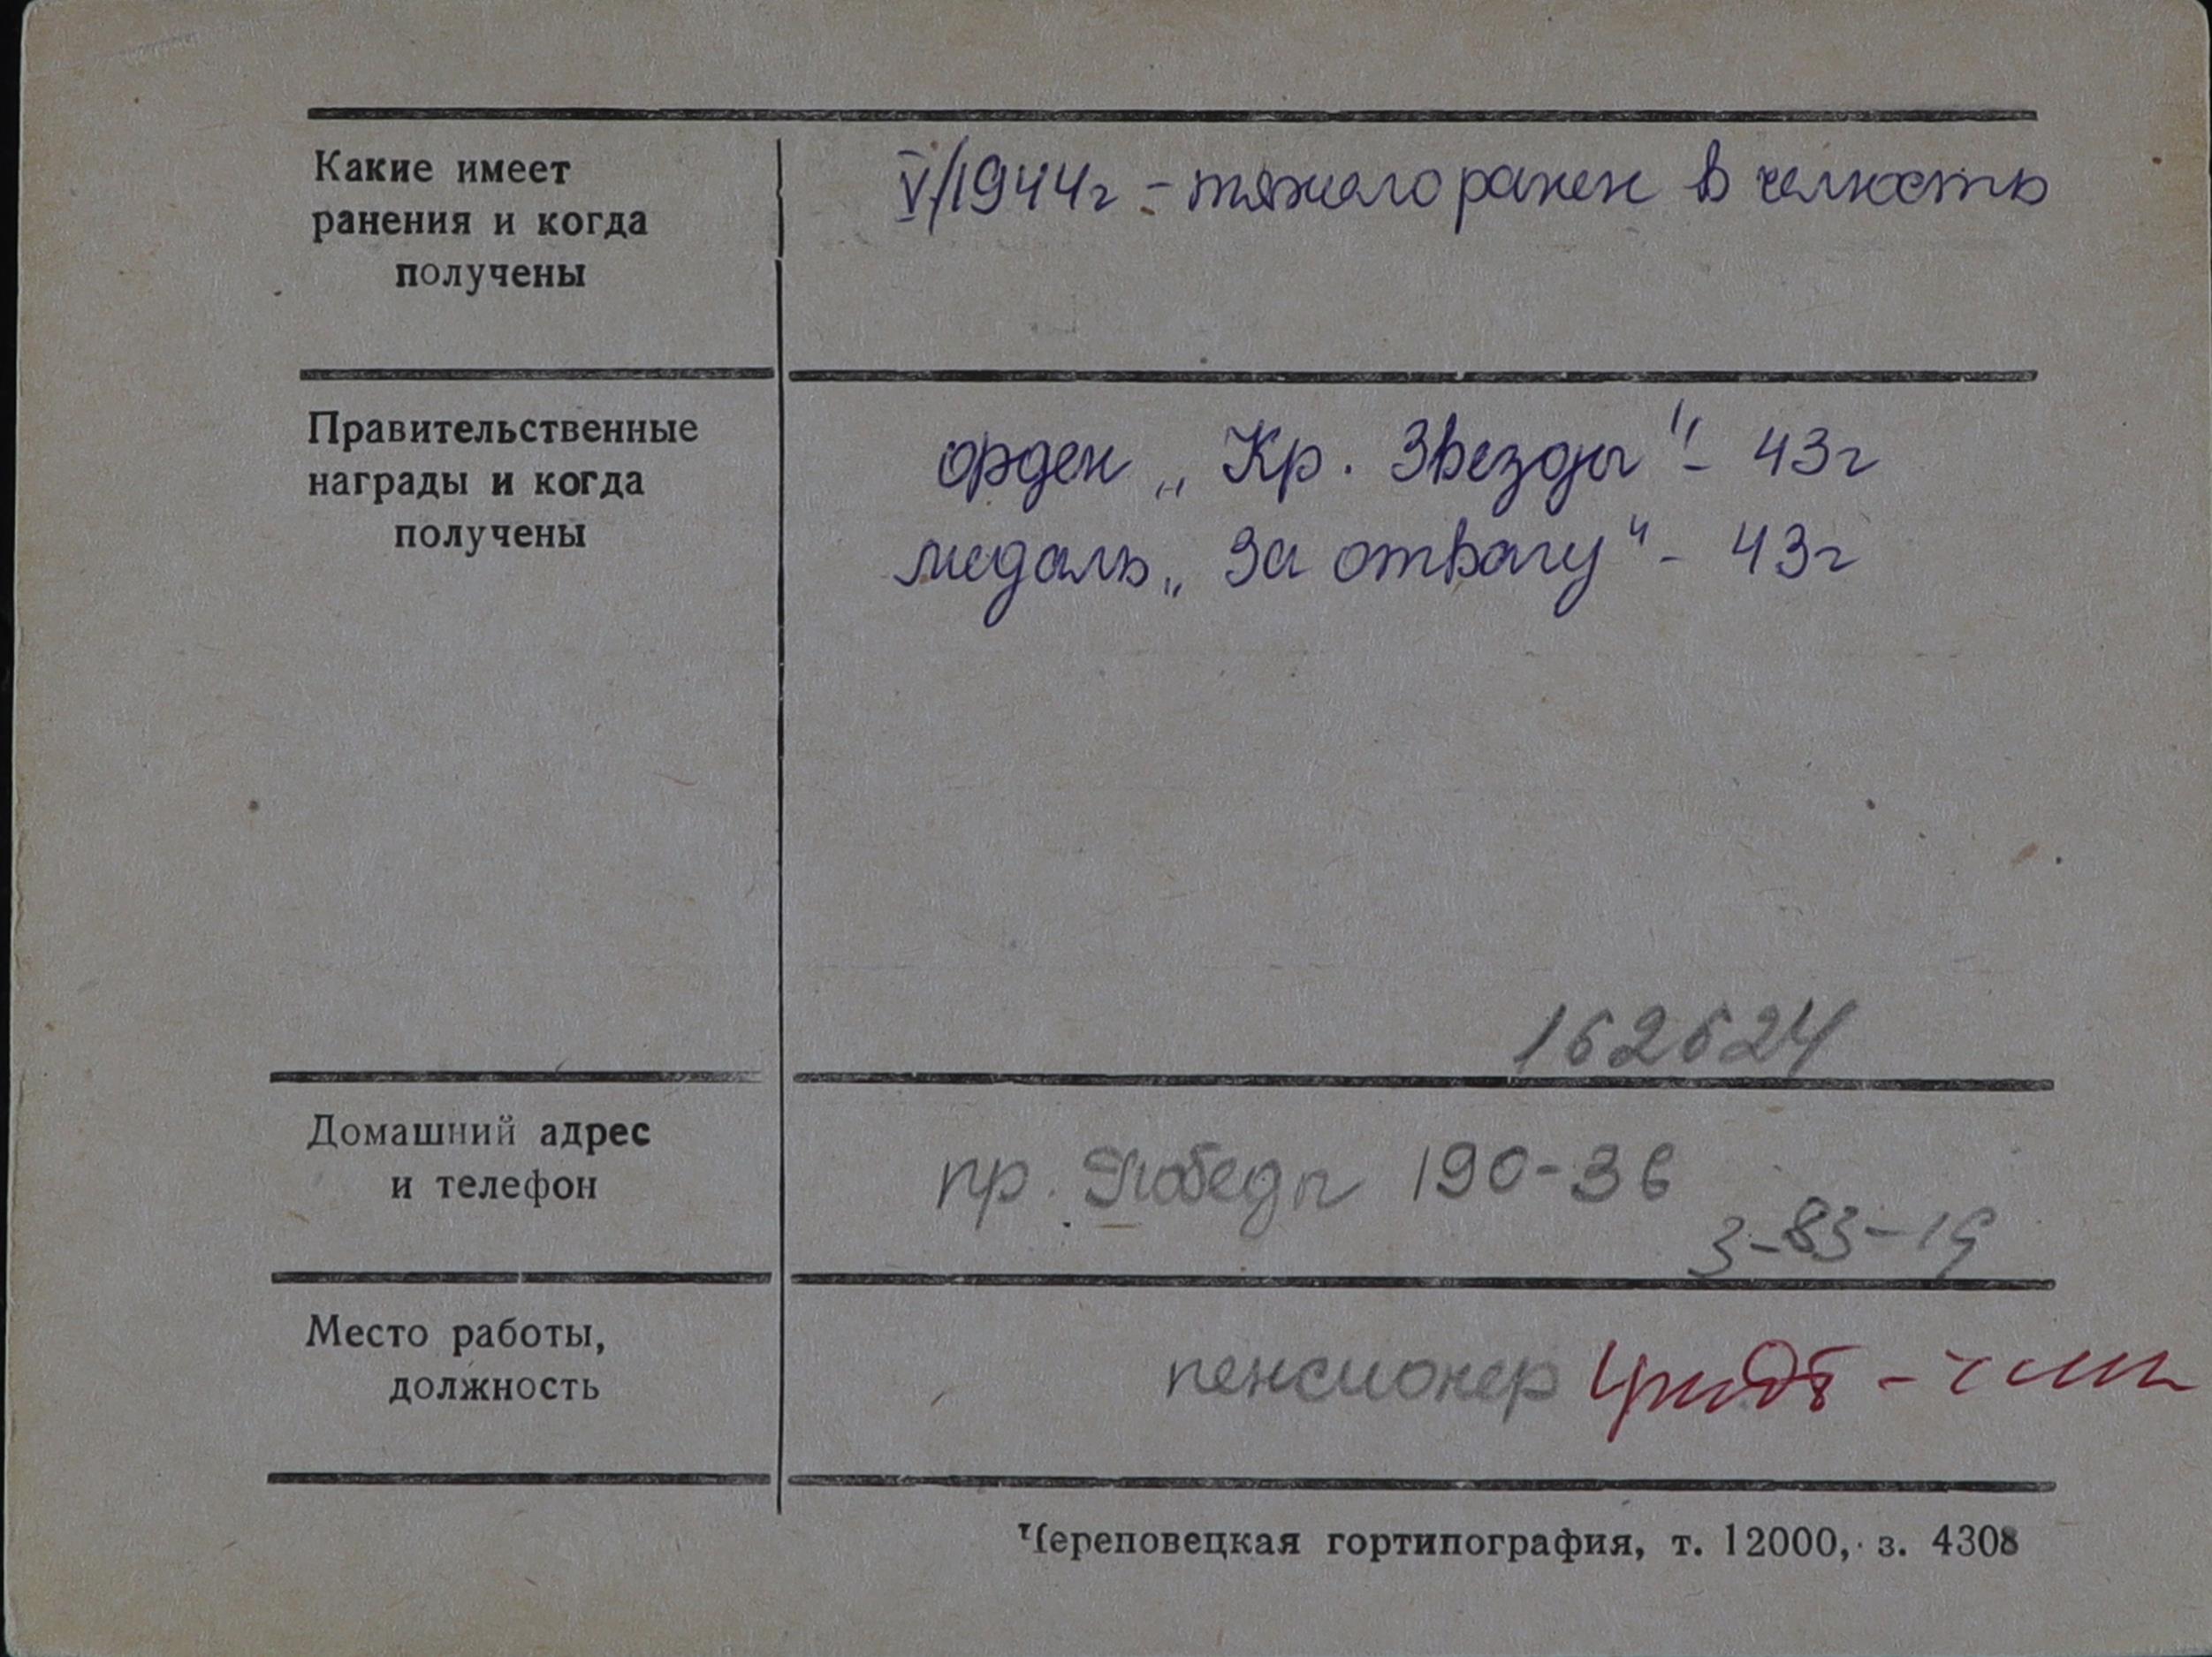 Какие имеет
ранения и когда
получены
V/1944г - тяжело ранен в челюсть
Правительственные
награды и когда
получены
орден „Кр. Звезды" - 43г
медаль „За отвагу" - 43г
162624
Домашний адрес
и телефон
пр. Победы 190-36
3-83-19
Место работы,
должность
пенсионер
Череповецкая гортипография, т. 12000, з. 4308